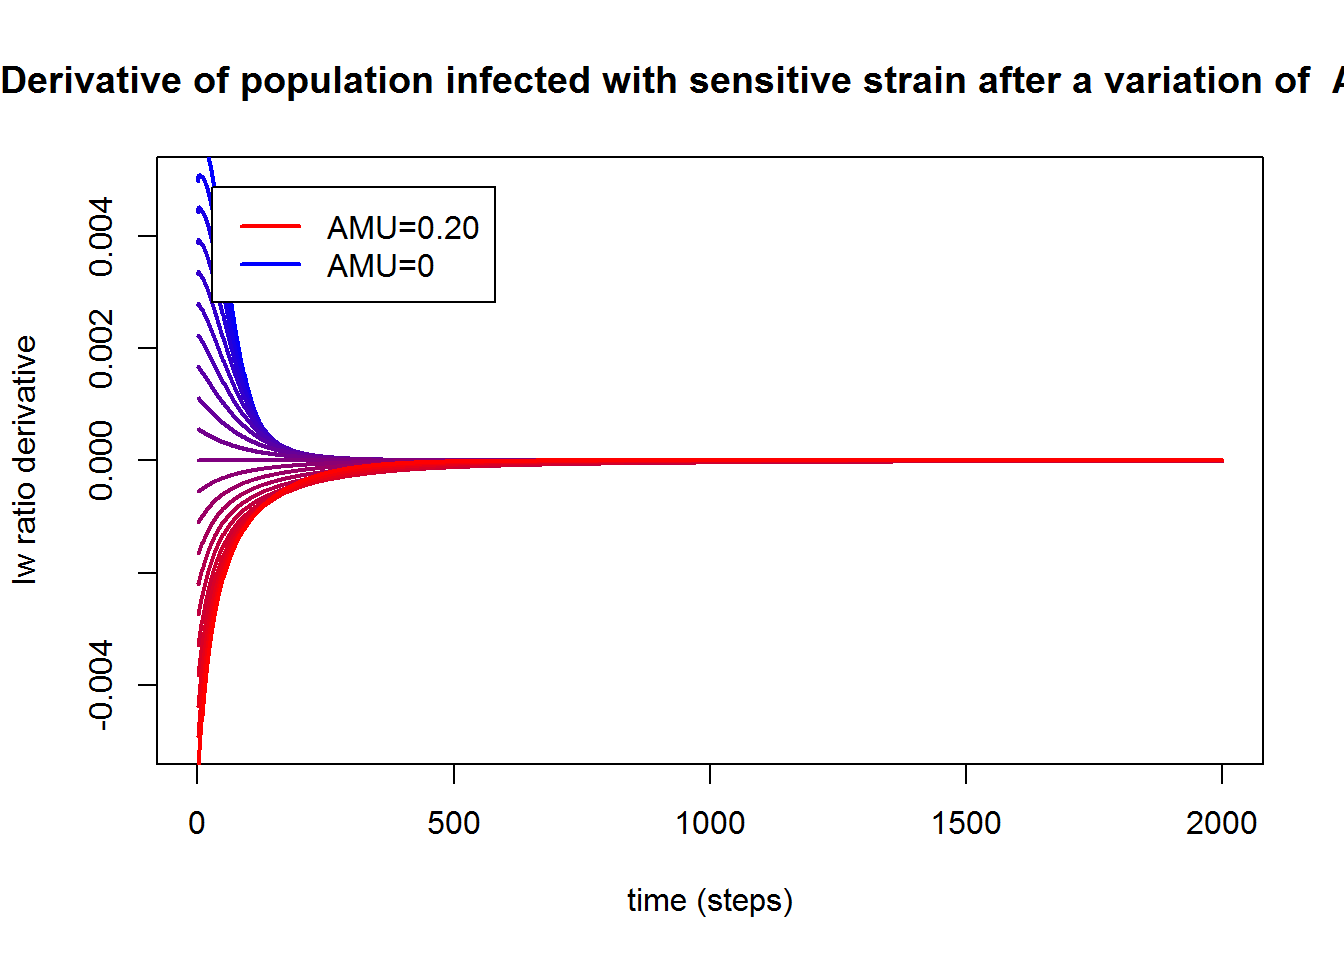 Derivative of population infected with sensitive strain after a variation of A
0.004
0.002
0.000
-0.004
Iw ratio derivative
AMU=0.20
AMU=0
0 500 1000 1500 2000
time (steps)